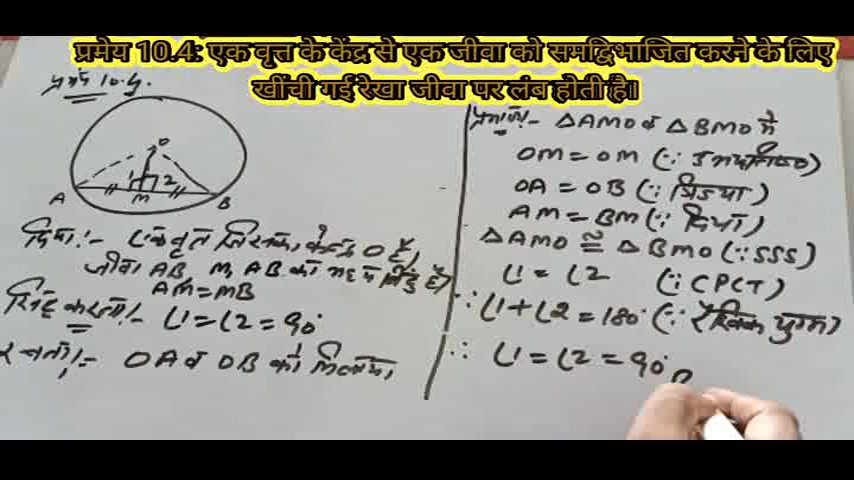 प्रमेय 10.4: एक वृत्त के केंद्र से एक जीवा को समद्विभाजित करने के लिए
खींची गई रेखा जीवा पर लंब होती है।
प्रमेय 10.4
O
1 2
A M B
दिया:- एक वृत्त जिसका केन्द्र O है,
जीवा AB, M, AB का मध्य बिंदु है,
AM = MB
सिद्ध करना:- ∠1 = ∠2 = 90°
रचना:- OA व OB को मिलाया।
प्रमाण:- △AMO व △BMO में
OM = OM (∵ उभयनिष्ठ)
OA = OB (∵ त्रिज्या)
AM = BM (∵ दिया)
△AMO ≅ △BMO (∵ SSS)
∠1 = ∠2 (∵ CPCT)
∴ ∠1 + ∠2 = 180° (∵ रैखिक युग्म)
∴ ∠1 = ∠2 = 90°